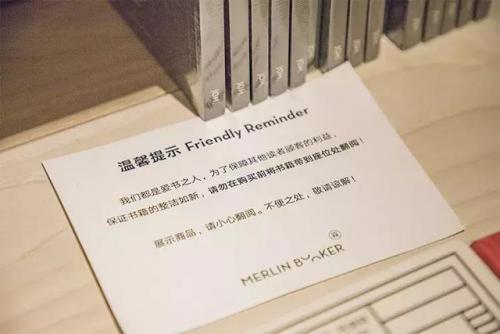 温馨提示 Friendly Reminder
我们都是爱书之人，为了保障其他读者顾客的利益，
保证书籍的整洁如新，请勿在购买前将书籍带到座位处翻阅！
展示商品，请小心翻阅。不便之处，敬请谅解！
MERLIN BOOKER